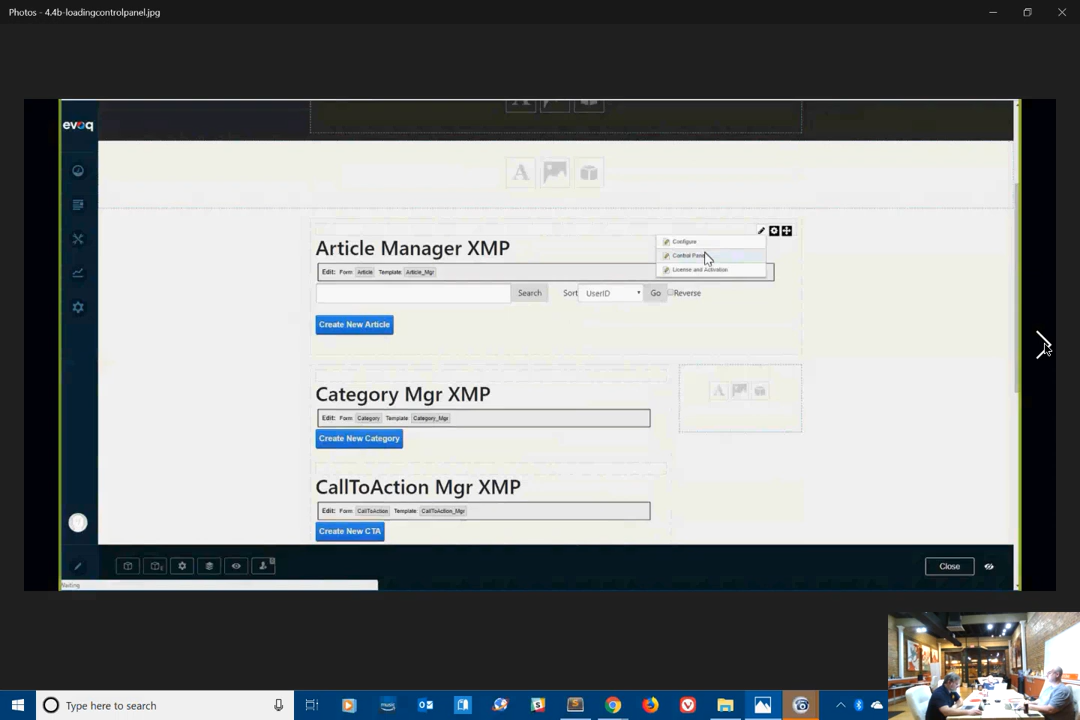 Photos - 4.4b-loadingcontrolpanel.jpg
evoq
Configure
Article Manager XMP
Control Pan
License and Activation
Edit: Form Article Template: Article_Mgr
Search Sort UserID Go Reverse
Create New Article
Category Mgr XMP
Edit: Form Category Template: Category_Mgr
Create New Category
CallToAction Mgr XMP
Edit: Form CallToAction Template: CallToAction_Mgr
Create New CTA
Close
Waiting
Type here to search